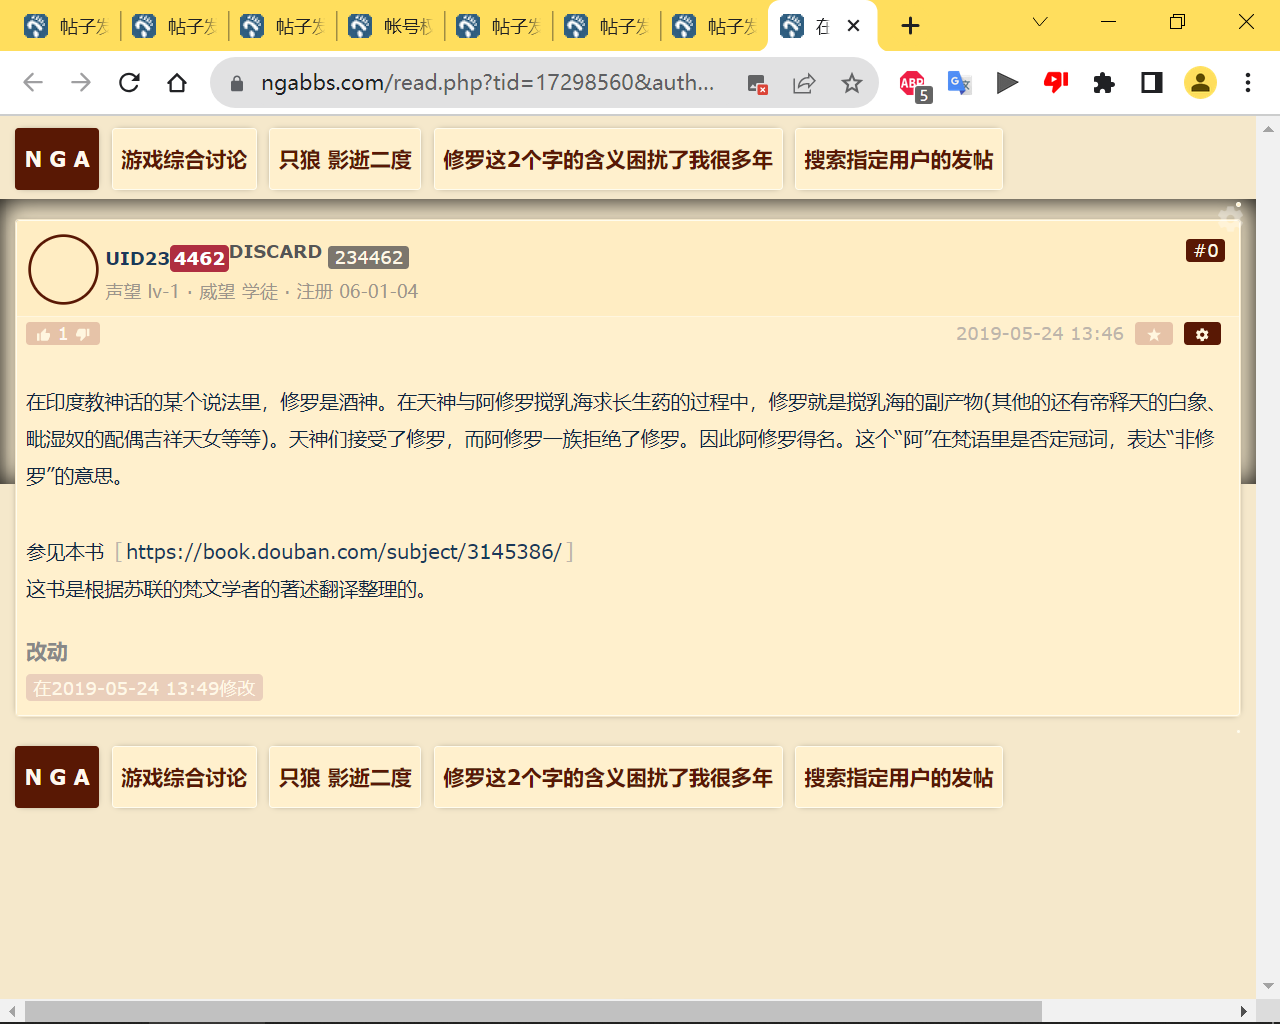 帖子发
帖子发
帖子发
帐号权
帖子发
帖子发
帖子发
在
ngabbs.com/read.php?tid=17298560&auth...
ABP
5
N G A
游戏综合讨论
只狼 影逝二度
修罗这2个字的含义困扰了我很多年
搜索指定用户的发帖
UID234462DISCARD 234462
#0
声望 lv-1 · 威望 学徒 · 注册 06-01-04
1
2019-05-24 13:46
在印度教神话的某个说法里，修罗是酒神。在天神与阿修罗搅乳海求长生药的过程中，修罗就是搅乳海的副产物(其他的还有帝释天的白象、
毗湿奴的配偶吉祥天女等等)。天神们接受了修罗，而阿修罗一族拒绝了修罗。因此阿修罗得名。这个“阿”在梵语里是否定冠词，表达“非修
罗”的意思。
参见本书 [https://book.douban.com/subject/3145386/]
这书是根据苏联的梵文学者的著述翻译整理的。
改动
在2019-05-24 13:49修改
N G A
游戏综合讨论
只狼 影逝二度
修罗这2个字的含义困扰了我很多年
搜索指定用户的发帖